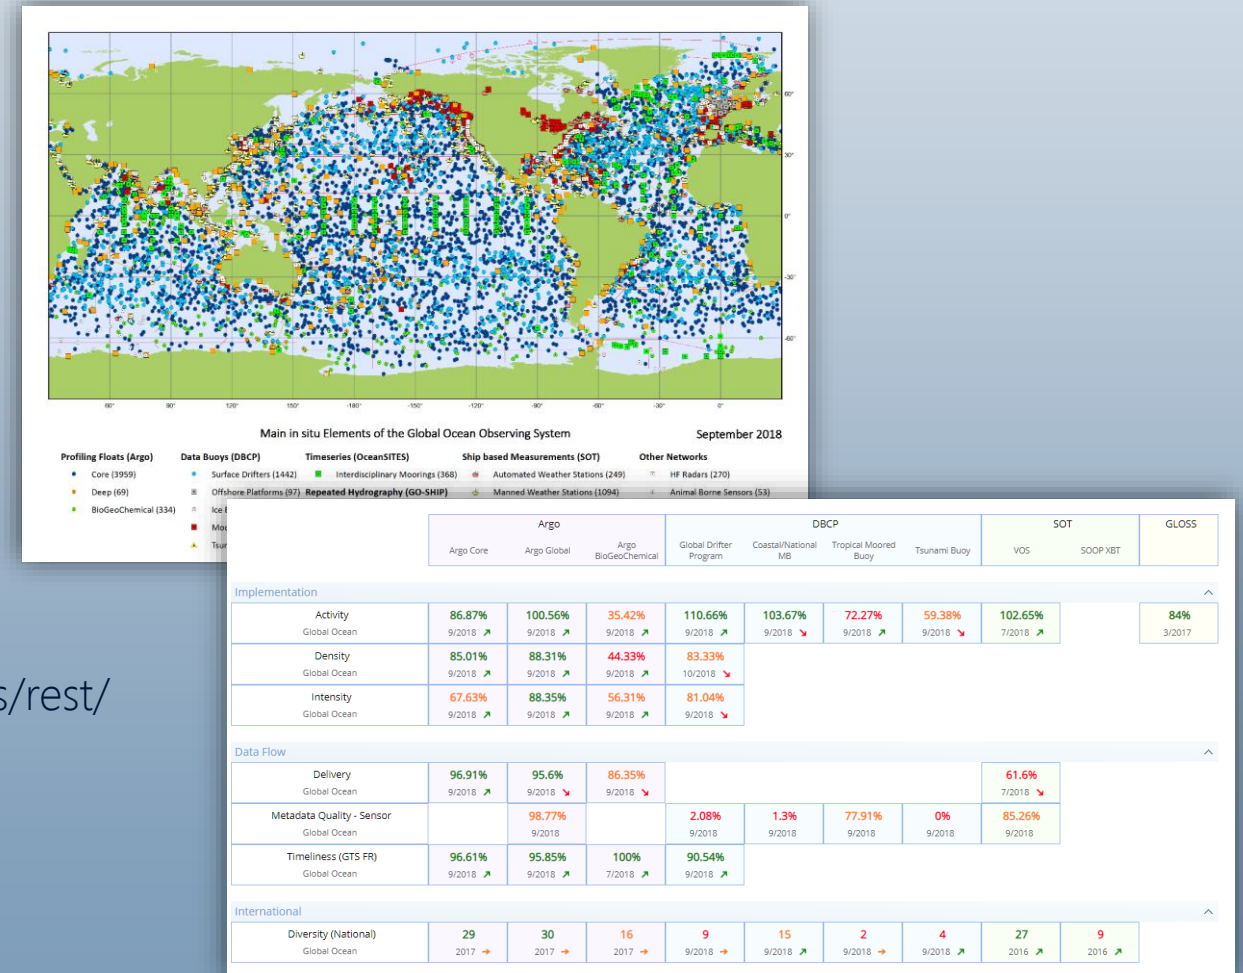 60°
30°
0°
-30°
-60°
60° 90° 120° 150° -180° -150° -120° -90° -60° -30° 0°
Main in situ Elements of the Global Ocean Observing System September 2018
Profiling Floats (Argo) Data Buoys (DBCP) Timeseries (OceanSITES) Ship based Measurements (SOT) Other Networks
Core (3959) Surface Drifters (1442) Interdisciplinary Moorings (368) Automated Weather Stations (249) HF Radars (270)
Deep (69) Offshore Platforms (97) Repeated Hydrography (GO-SHIP) Manned Weather Stations (1094) Animal Borne Sensors (53)
BioGeoChemical (334) Ice
s/rest/
Argo DBCP SOT GLOSS
Argo Core Argo Global Argo BioGeoChemical Global Drifter Program Coastal/National MB Tropical Moored Buoy Tsunami Buoy VOS SOOP XBT
Implementation
Activity 86.87% 100.56% 35.42% 110.66% 103.67% 72.27% 59.38% 102.65% 84%
Global Ocean 9/2018 9/2018 9/2018 9/2018 9/2018 9/2018 9/2018 7/2018 3/2017
Density 85.01% 88.31% 44.33% 83.33%
Global Ocean 9/2018 9/2018 9/2018 10/2018
Intensity 67.63% 88.35% 56.31% 81.04%
Global Ocean 9/2018 9/2018 9/2018 9/2018
Data Flow
Delivery 96.91% 95.6% 86.35% 61.6%
Global Ocean 9/2018 9/2018 9/2018 7/2018
Metadata Quality - Sensor 98.77% 2.08% 1.3% 77.91% 0% 85.26%
Global Ocean 9/2018 9/2018 9/2018 9/2018 9/2018 9/2018
Timeliness (GTS FR) 96.61% 95.85% 100% 90.54%
Global Ocean 9/2018 9/2018 7/2018 9/2018
International
Diversity (National) 29 30 16 9 15 2 4 27 9
Global Ocean 2017 2017 2017 9/2018 9/2018 9/2018 9/2018 2016 2016